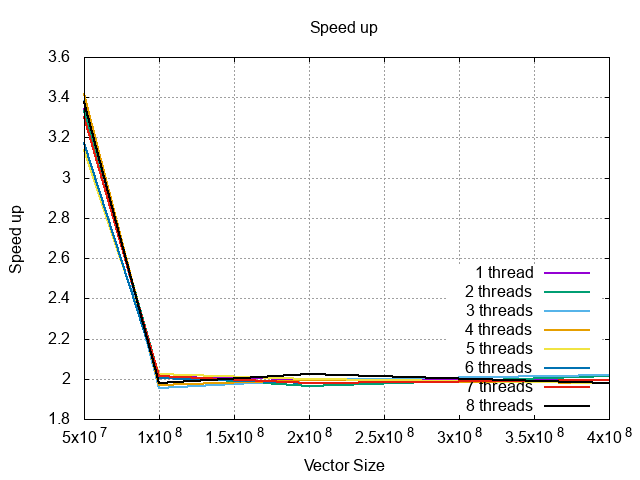 Speed up
3.6
3.4
3.2
3
2.8
2.6
2.4
2.2
2
1.8
Speed up
1 thread
2 threads
3 threads
4 threads
5 threads
6 threads
7 threads
8 threads
5x10^7 1x10^8 1.5x10^8 2x10^8 2.5x10^8 3x10^8 3.5x10^8 4x10^8
Vector Size